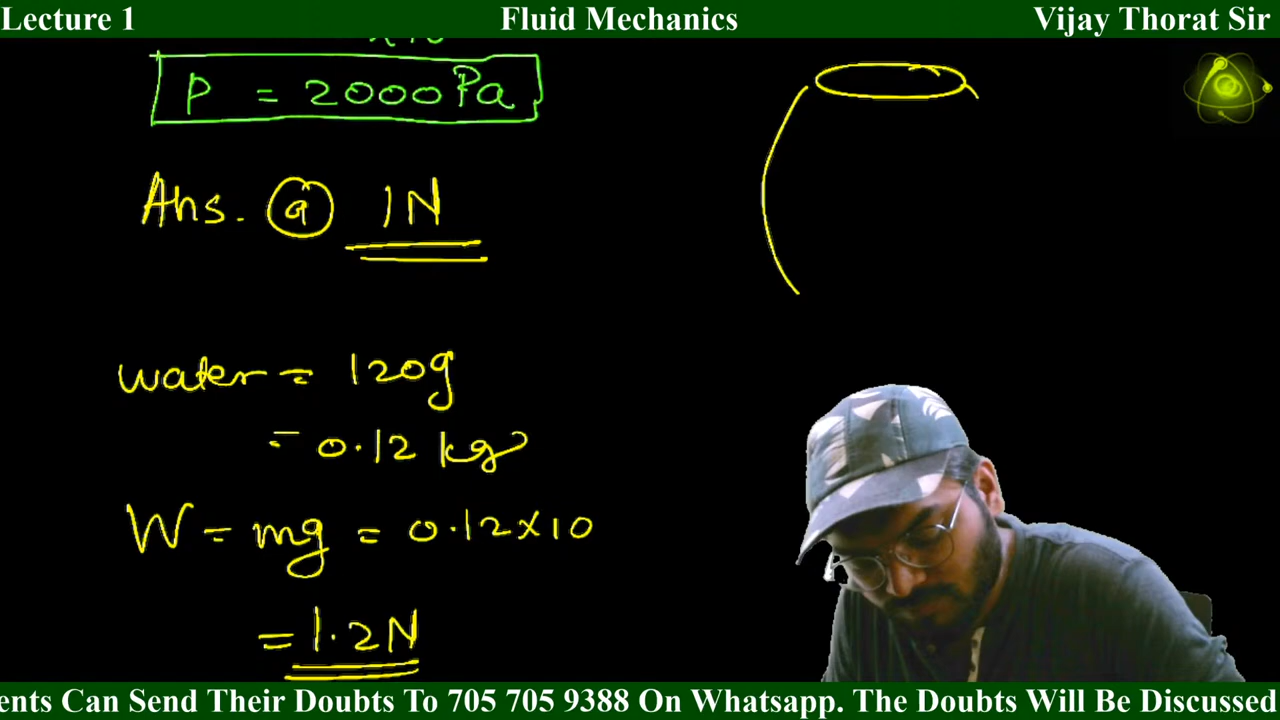 Lecture 1
Fluid Mechanics
Vijay Thorat Sir
P = 2000Pa
Ans. (a) 1N
water = 120g
= 0.12 kg
W = mg = 0.12 x 10
= 1.2N
ents Can Send Their Doubts To 705 705 9388 On Whatsapp. The Doubts Will Be Discussed